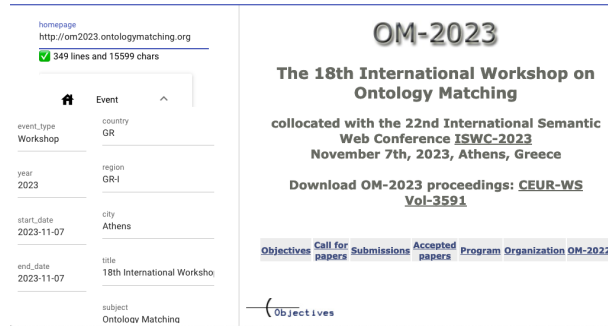 homepage
http://om2023.ontologymatching.org
✅ 349 lines and 15599 chars
Event
event_type
Workshop
country
GR
year
2023
region
GR-I
start_date
2023-11-07
city
Athens
end_date
2023-11-07
title
18th International Workshop
subject
Ontology Matching
OM-2023
The 18th International Workshop on
Ontology Matching
collocated with the 22nd International Semantic
Web Conference ISWC-2023
November 7th, 2023, Athens, Greece
Download OM-2023 proceedings: CEUR-WS
Vol-3591
Objectives Call for papers Submissions Accepted papers Program Organization OM-2022
Objectives